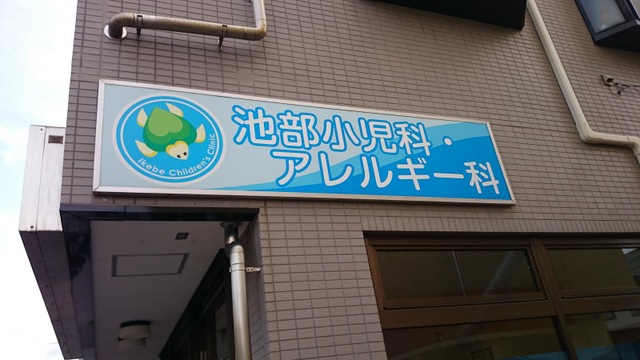 池部小児科・
アレルギー科
Ikebe Children's Clinic